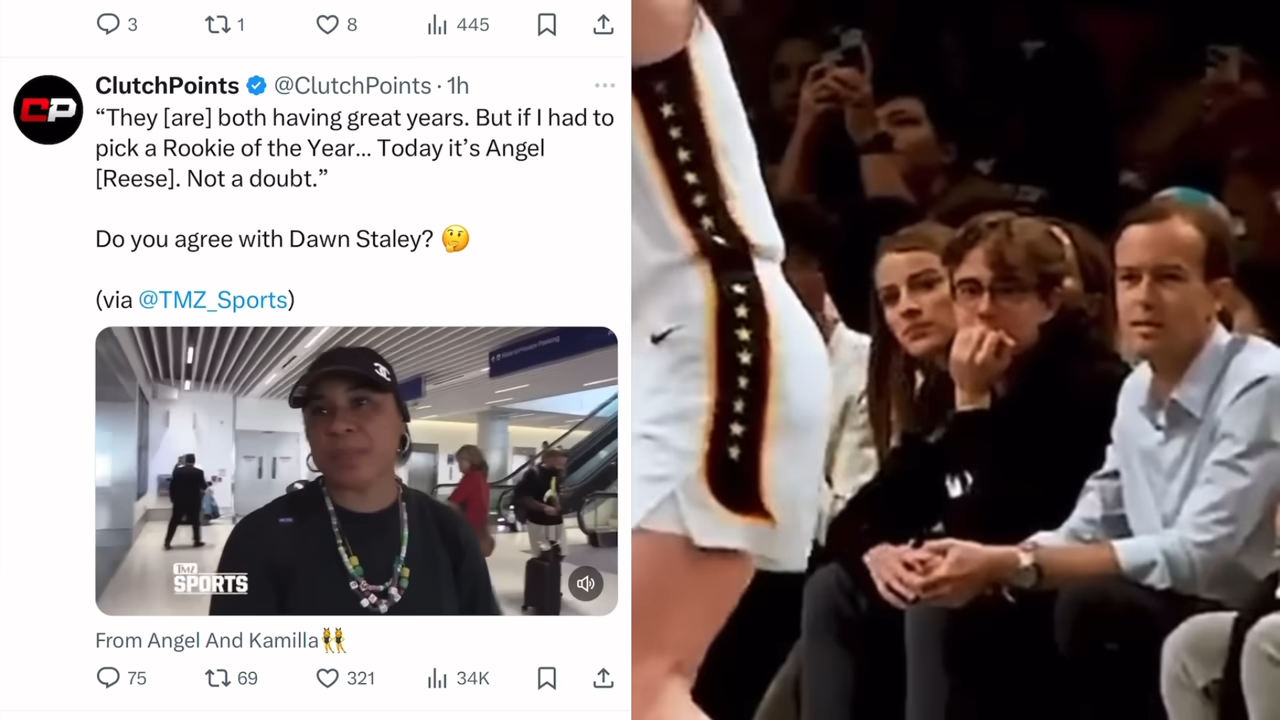 3 1 8 445
CP
ClutchPoints @ClutchPoints · 1h
“They [are] both having great years. But if I had to
pick a Rookie of the Year... Today it’s Angel
[Reese]. Not a doubt.”
Do you agree with Dawn Staley? 🤔
(via @TMZ_Sports)
TMZ
SPORTS
From Angel And Kamilla👯
75 69 321 34K